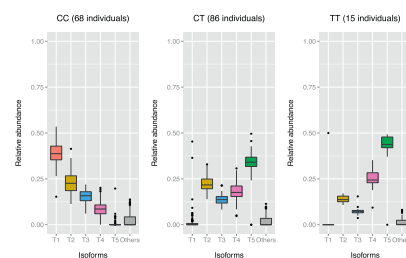 CC (68 individuals)
CT (86 individuals)
TT (15 individuals)
Relative abundance
1.00
0.75
0.50
0.25
0.00
T1 T2 T3 T4 T5 Others
Isoforms
Relative abundance
1.00
0.75
0.50
0.25
0.00
T1 T2 T3 T4 T5 Others
Isoforms
Relative abundance
1.00
0.75
0.50
0.25
0.00
T1 T2 T3 T4 T5 Others
Isoforms